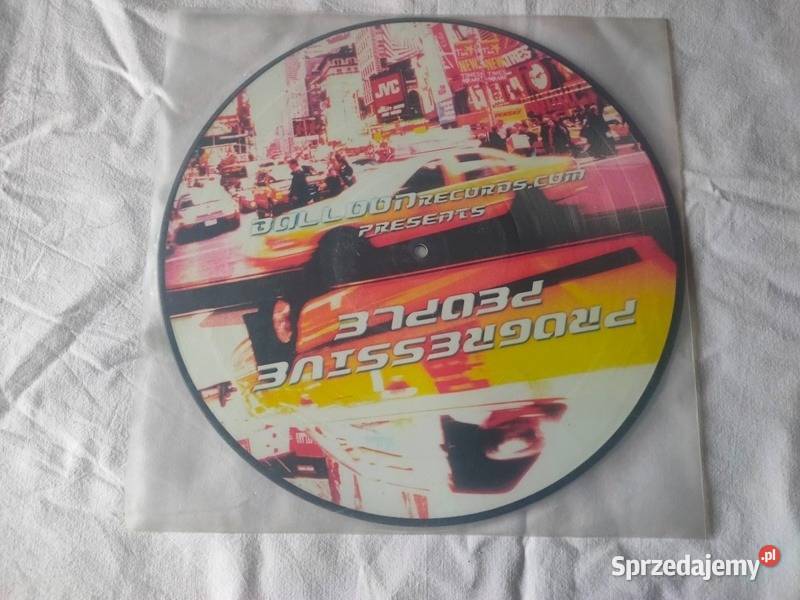 JVC
BALLOONRECORDS.COM
PRESENTS
PROGRESSIVE
PEOPLE
Sprzedajemy.pl